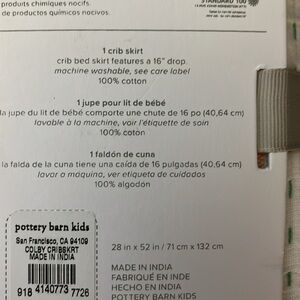 produits chimiques nocifs.
de productos químicos nocivos.
STANDARD 100
1 crib skirt
crib bed skirt features a 16" drop.
machine washable, see care label
100% cotton
1 jupe pour lit de bébé
la jupe du lit de bébé comporte une chute de 16 po (40,64 cm)
lavable à la machine, voir l'étiquette de soin
100% coton
1 faldón de cuna
la falda de la cuna tiene una caída de 16 pulgadas (40,64 cm)
lavar a máquina, ver etiqueta de cuidados
100% algodón
pottery barn kids
San Francisco, CA 94109
COLBY CRIBSKRT
MADE IN INDIA
918 4140773 7726
28 in x 52 in / 71 cm x 132 cm
MADE IN INDIA
FABRIQUÉ EN INDE
HECHO EN INDIA
POTTERY BARN KIDS